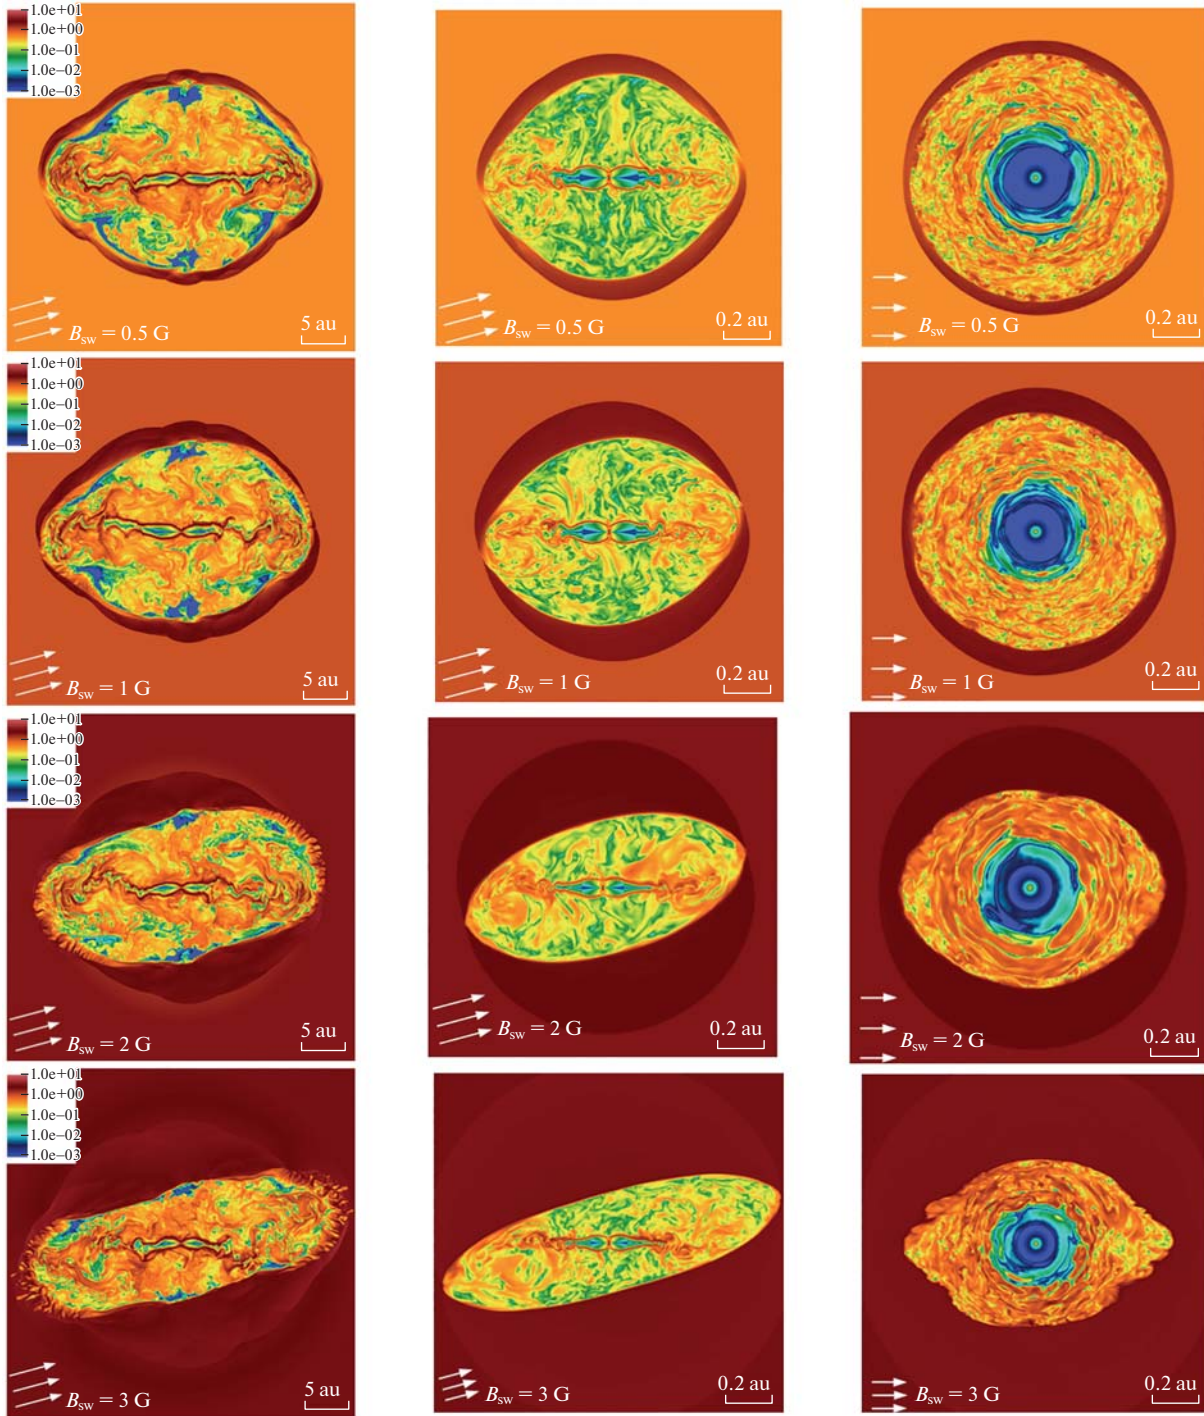 1.0e+01
1.0e+00
1.0e–01
1.0e–02
1.0e–03
B_sw = 0.5 G
5 au
B_sw = 0.5 G
0.2 au
B_sw = 0.5 G
0.2 au
1.0e+01
1.0e+00
1.0e–01
1.0e–02
1.0e–03
B_sw = 1 G
5 au
B_sw = 1 G
0.2 au
B_sw = 1 G
0.2 au
1.0e+01
1.0e+00
1.0e–01
1.0e–02
1.0e–03
B_sw = 2 G
5 au
B_sw = 2 G
0.2 au
B_sw = 2 G
0.2 au
1.0e+01
1.0e+00
1.0e–01
1.0e–02
1.0e–03
B_sw = 3 G
5 au
B_sw = 3 G
0.2 au
B_sw = 3 G
0.2 au